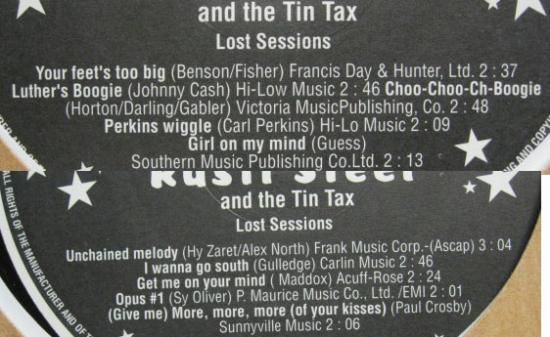 and the Tin Tax
Lost Sessions
Your feet's too big (Benson/Fisher) Francis Day & Hunter, Ltd. 2 : 37
Luther's Boogie (Johnny Cash) Hi-Low Music 2 : 46 Choo-Choo-Ch-Boogie
(Horton/Darling/Gabler) Victoria MusicPublishing, Co. 2 : 48
Perkins wiggle (Carl Perkins) Hi-Lo Music 2 : 09
Girl on my mind (Guess)
Southern Music Publishing Co.Ltd. 2 : 13
ING AND COPY
Rusti Steel
and the Tin Tax
Lost Sessions
Unchained melody (Hy Zaret/Alex North) Frank Music Corp.-(Ascap) 3 : 04
I wanna go south (Gulledge) Carlin Music 2 : 46
Get me on your mind ( Maddox) Acuff-Rose 2 : 24
Opus #1 (Sy Oliver) P. Maurice Music Co., Ltd. /EMI 2 : 01
(Give me) More, more, more (of your kisses) (Paul Crosby)
Sunnyville Music 2 : 06
ALL RIGHTS OF THE MANUFACTURER AND OF